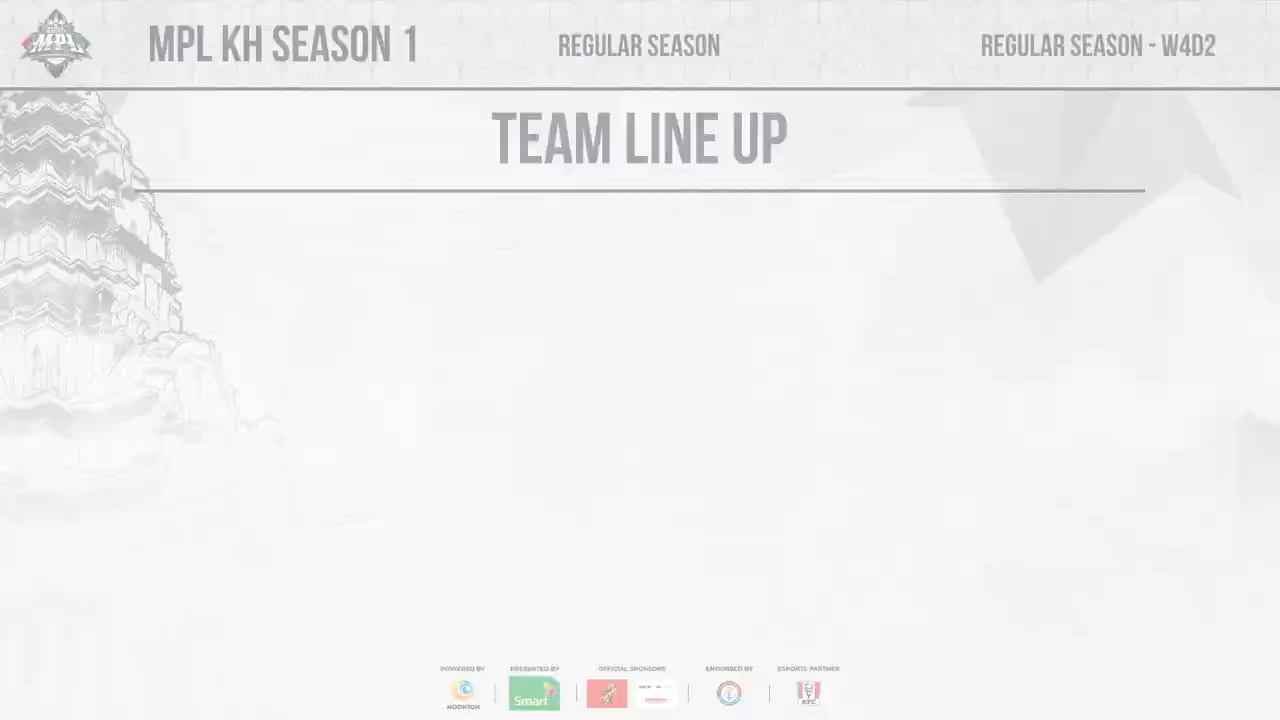 MPL
MPL KH SEASON 1
REGULAR SEASON
REGULAR SEASON - W4D2
TEAM LINE UP
POWERED BY
PRESENTED BY
OFFICIAL SPONSORS
ENDORSED BY
ESPORTS PARTNER
MOONTON
Smart
KFC